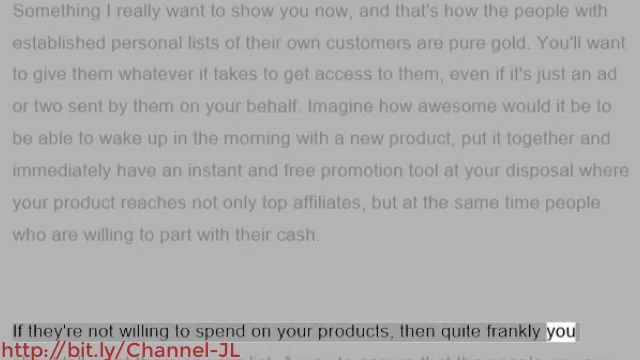 Something I really want to show you now, and that's how the people with
established personal lists of their own customers are pure gold. You'll want
to give them whatever it takes to get access to them, even if it's just an ad
or two sent by them on your behalf. Imagine how awesome would it be to
be able to wake up in the morning with a new product, put it together and
immediately have an instant and free promotion tool at your disposal where
your product reaches not only top affiliates, but at the same time people
who are willing to part with their cash.
If they're not willing to spend on your products, then quite frankly you
http://bit.ly/Channel-JL